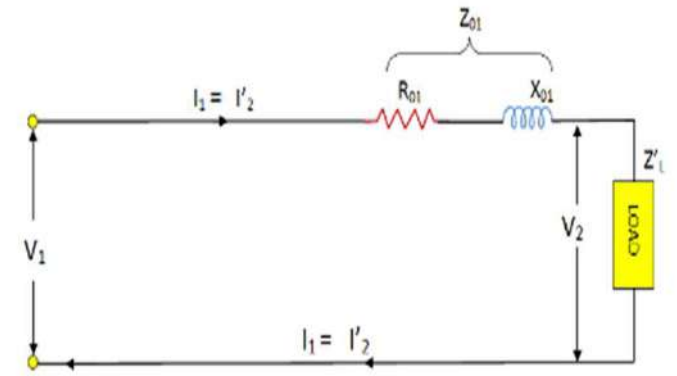 Z₀₁
R₀₁ X₀₁
I₁ = I'₂
Z'L
LOAD
V₁
V₂
I₁ = I'₂